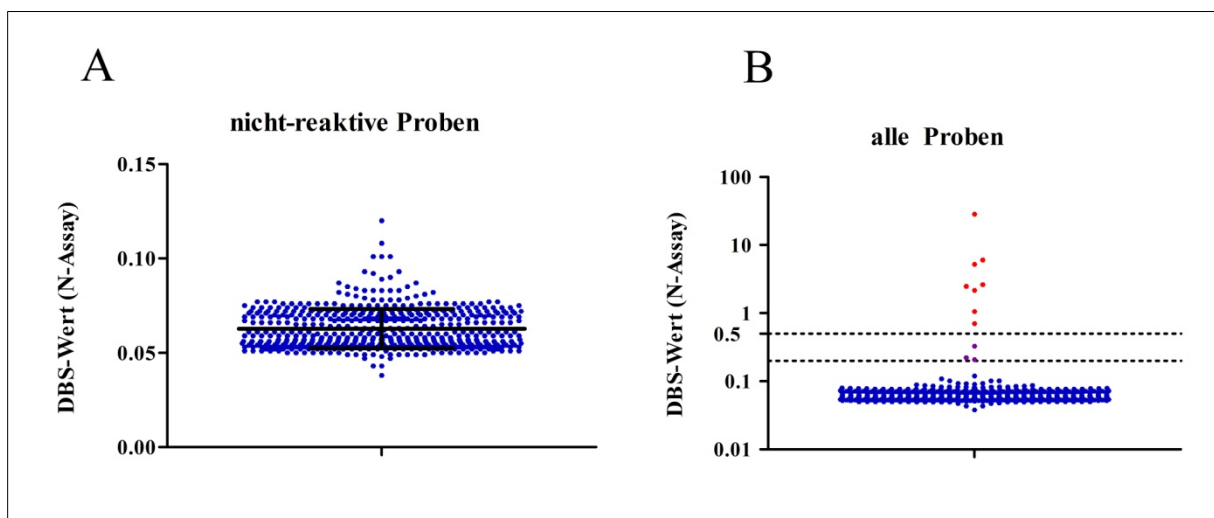 A
nicht-reaktive Proben
DBS-Wert (N-Assay)
0.15
0.10
0.05
0.00
B
alle Proben
DBS-Wert (N-Assay)
100
10
1
0.5
0.1
0.01